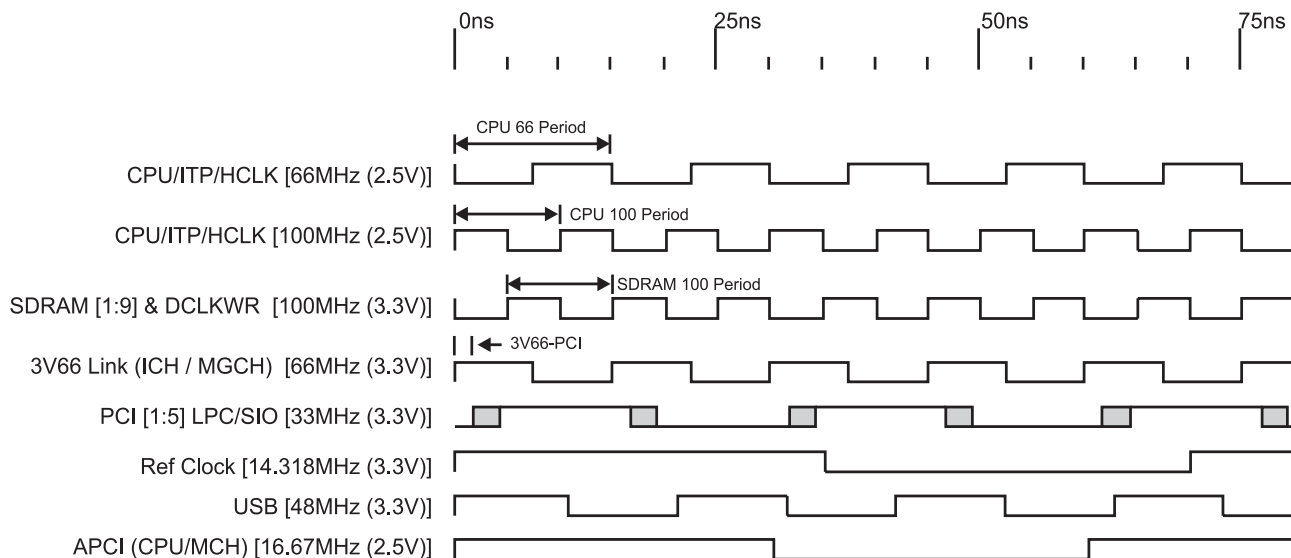 0ns 25ns 50ns 75ns
CPU 66 Period
CPU/ITP/HCLK [66MHz (2.5V)]
CPU 100 Period
CPU/ITP/HCLK [100MHz (2.5V)]
SDRAM 100 Period
SDRAM [1:9] & DCLKWR [100MHz (3.3V)]
3V66-PCI
3V66 Link (ICH / MGCH) [66MHz (3.3V)]
PCI [1:5] LPC/SIO [33MHz (3.3V)]
Ref Clock [14.318MHz (3.3V)]
USB [48MHz (3.3V)]
APCI (CPU/MCH) [16.67MHz (2.5V)]